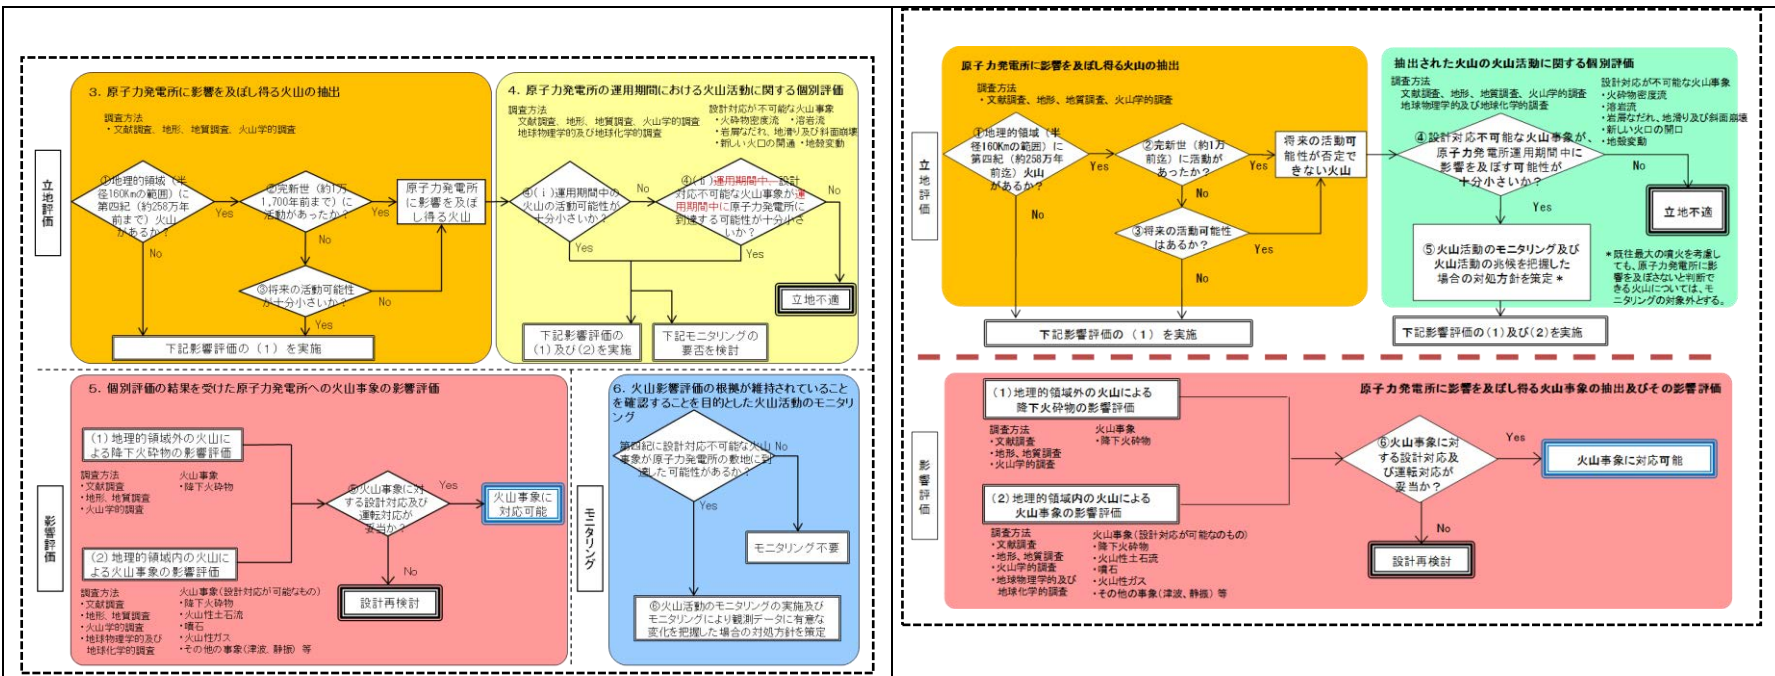 3. 原子力発電所に影響を及ぼし得る火山の抽出
調査方法
・文献調査、地形、地質調査、火山学的調査
立地評価
①地理的領域（半
径160Kmの範囲）に
第四紀（約258万年
前まで）火山
があるか？
Yes
No
②完新世（約1万
1,700年前まで）に
活動があったか？
Yes
No
原子力発電所
に影響を及ぼ
し得る火山
③将来の活動可能性
が十分小さいか？
No
Yes
下記影響評価の（1）を実施
4. 原子力発電所の運用期間における火山活動に関する個別評価
調査方法
文献調査、地形、地質調査、火山学的調査
地球物理学的及び地球化学的調査
設計対応が不可能な火山事象
・火砕物密度流　・溶岩流
・岩屑なだれ、地滑り及び斜面崩壊
・新しい火口の開通　・地殻変動
④(ⅰ)運用期間中の
火山の活動可能性が
十分小さいか？
No
Yes
④(ⅱ)運用期間中、設計
対応不可能な火山事象が運
用期間中に原子力発電所に
到達する可能性が十分小さ
いか？
No
Yes
立地不適
下記影響評価の
(1)及び(2)を実施
下記モニタリングの
要否を検討
5. 個別評価の結果を受けた原子力発電所への火山事象の影響評価
影響評価
(1)地理的領域外の火山に
よる降下火砕物の影響評価
調査方法
・文献調査
・地形、地質調査
・火山学的調査
火山事象
・降下火砕物
(2)地理的領域内の火山に
よる火山事象の影響評価
調査方法
・文献調査
・地形、地質調査
・火山学的調査
・地球物理学的及び
地球化学的調査
火山事象(設計対応が可能なもの)
・降下火砕物
・火山性土石流
・噴石
・火山性ガス
・その他の事象(津波、静振) 等
⑤火山事象に対
する設計対応及び
運転対応が
妥当か？
Yes
No
火山事象に
対応可能
設計再検討
6. 火山影響評価の根拠が維持されていること
を確認することを目的とした火山活動のモニタリ
ング
モニタリング
第四紀に設計対応不可能な火山
事象が原子力発電所の敷地に到
達した可能性があるか？
No
Yes
モニタリング不要
⑥火山活動のモニタリングの実施及び
モニタリングにより観測データに有意な
変化を把握した場合の対処方針を策定
原子力発電所に影響を及ぼし得る火山の抽出
調査方法
・文献調査、地形、地質調査、火山学的調査
立地評価
①地理的領域（半
径160Kmの範囲）に
第四紀（約258万年
前迄）火山
があるか？
Yes
No
②完新世（約1万
年前迄）に活動が
あったか？
Yes
No
将来の活動可
能性が否定で
きない火山
③将来の活動可能性
はあるか？
Yes
No
下記影響評価の（1）を実施
抽出された火山の火山活動に関する個別評価
調査方法
文献調査、地形、地質調査、火山学的調査
地球物理学的及び地球化学的調査
設計対応が不可能な火山事象
・火砕物密度流
・溶岩流
・岩屑なだれ、地滑り及び斜面崩壊
・新しい火口の開口
・地殻変動
④設計対応不可能な火山事象が、
原子力発電所運用期間中に
影響を及ぼす可能性が
十分小さいか？
No
Yes
立地不適
⑤火山活動のモニタリング及び
火山活動の兆候を把握した
場合の対処方針を策定＊
＊既往最大の噴火を考慮し
ても、原子力発電所に影
響を及ぼさないと判断で
きる火山については、モ
ニタリングの対象外とする。
下記影響評価の(1)及び(2)を実施
影響評価
原子力発電所に影響を及ぼし得る火山事象の抽出及びその影響評価
(1)地理的領域外の火山による
降下火砕物の影響評価
調査方法
・文献調査
・地形、地質調査
・火山学的調査
火山事象
・降下火砕物
(2)地理的領域内の火山による
火山事象の影響評価
調査方法
・文献調査
・地形、地質調査
・火山学的調査
・地球物理学的及び
地球化学的調査
火山事象(設計対応が可能なのもの)
・降下火砕物
・火山性土石流
・噴石
・火山性ガス
・その他の事象(津波、静振) 等
⑥火山事象に対
する設計対応及
び運転対応が
妥当か？
Yes
No
火山事象に対応可能
設計再検討